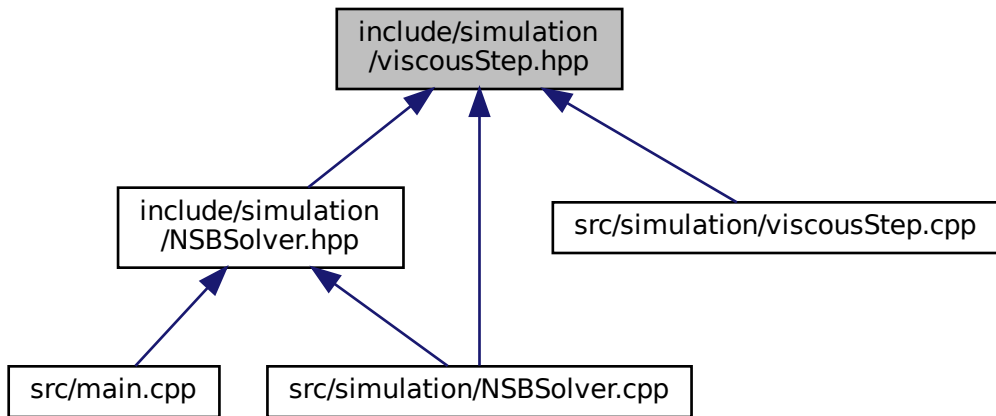 include/simulation
/viscousStep.hpp
include/simulation
/NSBSolver.hpp
src/simulation/viscousStep.cpp
src/main.cpp
src/simulation/NSBSolver.cpp